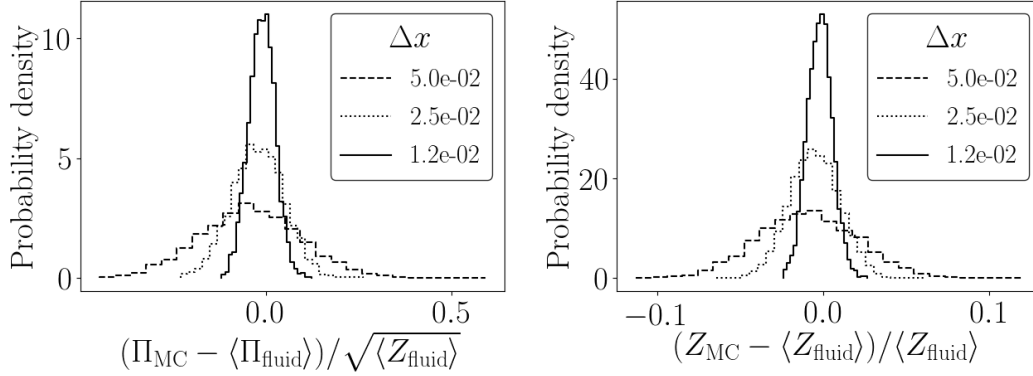 Probability density
10
5
0
0.0
0.5
Δx
5.0e-02
2.5e-02
1.2e-02
(Π_MC − ⟨Π_fluid⟩)/√⟨Z_fluid⟩
Probability density
40
20
0
−0.1
0.0
0.1
Δx
5.0e-02
2.5e-02
1.2e-02
(Z_MC − ⟨Z_fluid⟩)/⟨Z_fluid⟩